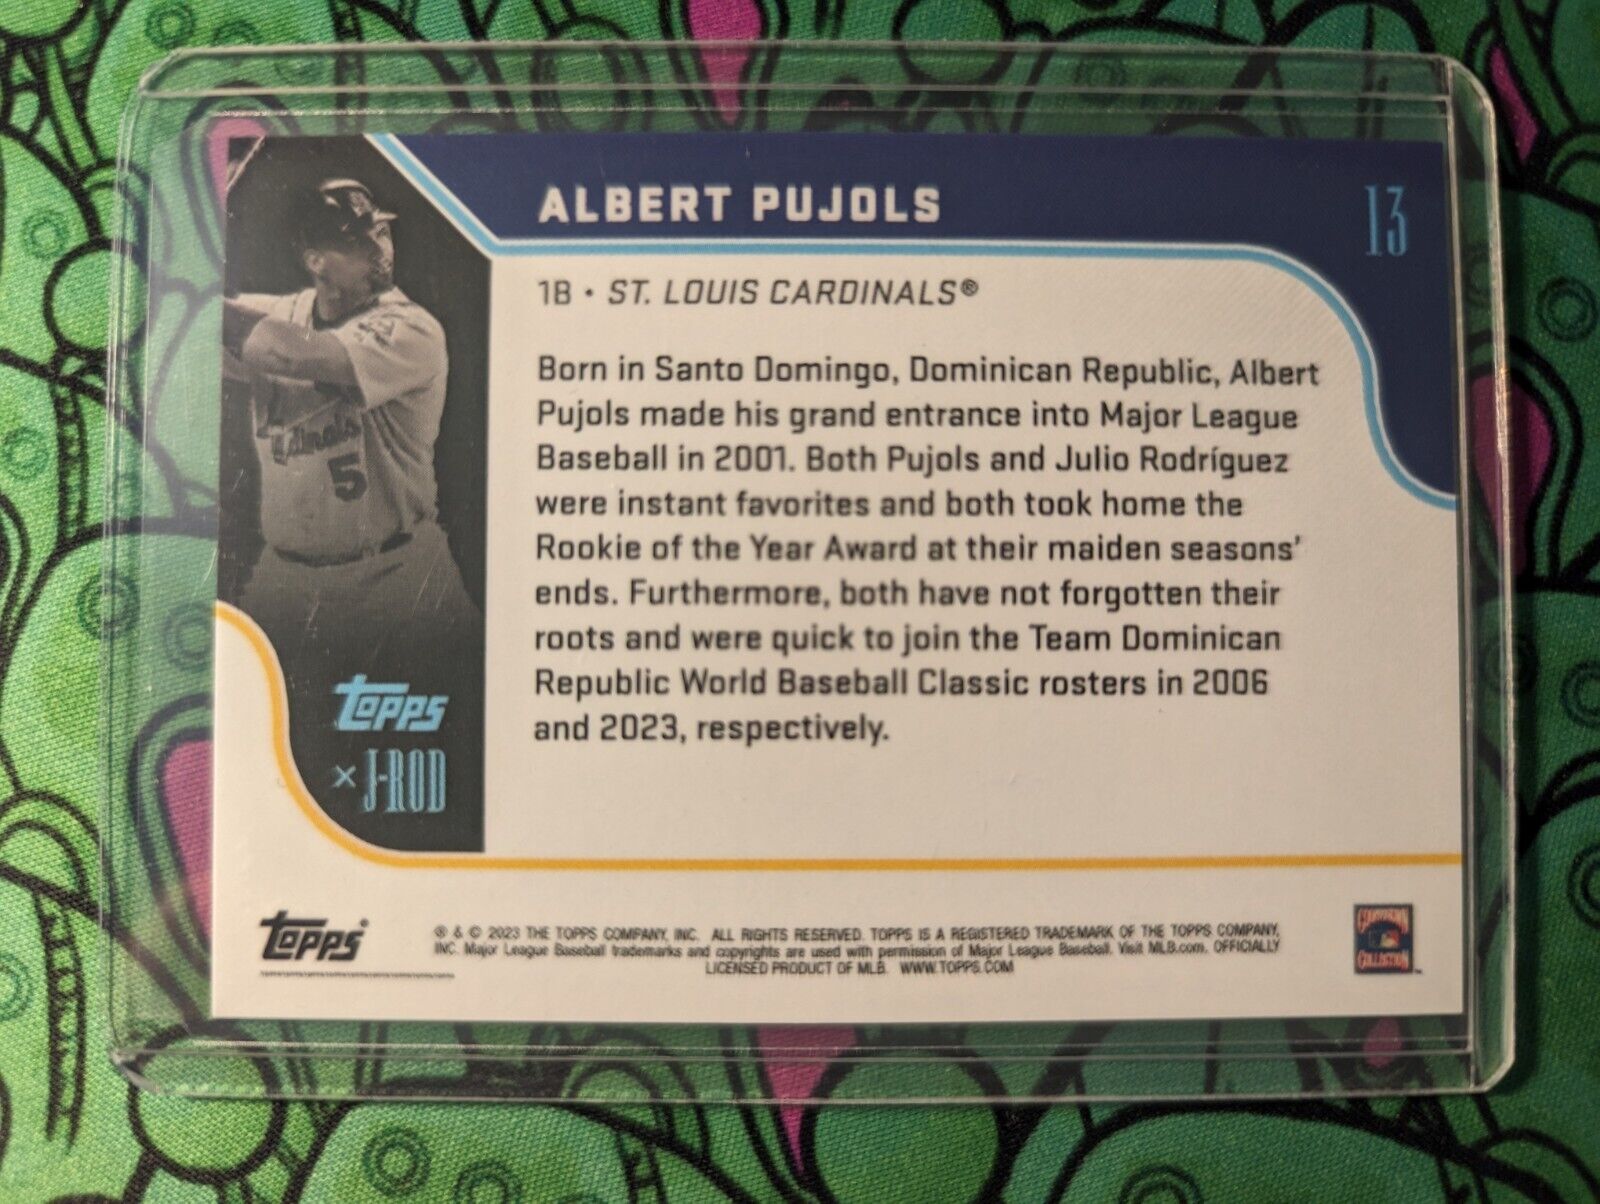 ALBERT PUJOLS
13
1B • ST. LOUIS CARDINALS®
Born in Santo Domingo, Dominican Republic, Albert
Pujols made his grand entrance into Major League
Baseball in 2001. Both Pujols and Julio Rodríguez
were instant favorites and both took home the
Rookie of the Year Award at their maiden seasons'
ends. Furthermore, both have not forgotten their
roots and were quick to join the Team Dominican
Republic World Baseball Classic rosters in 2006
and 2023, respectively.
5
TOPPS
× J-ROD
TOPPS®
® & © 2023 THE TOPPS COMPANY, INC. ALL RIGHTS RESERVED. TOPPS IS A REGISTERED TRADEMARK OF THE TOPPS COMPANY,
INC. Major League Baseball trademarks and copyrights are used with permission of Major League Baseball. Visit MLB.com. OFFICIALLY
LICENSED PRODUCT OF MLB. WWW.TOPPS.COM
COLLECTION